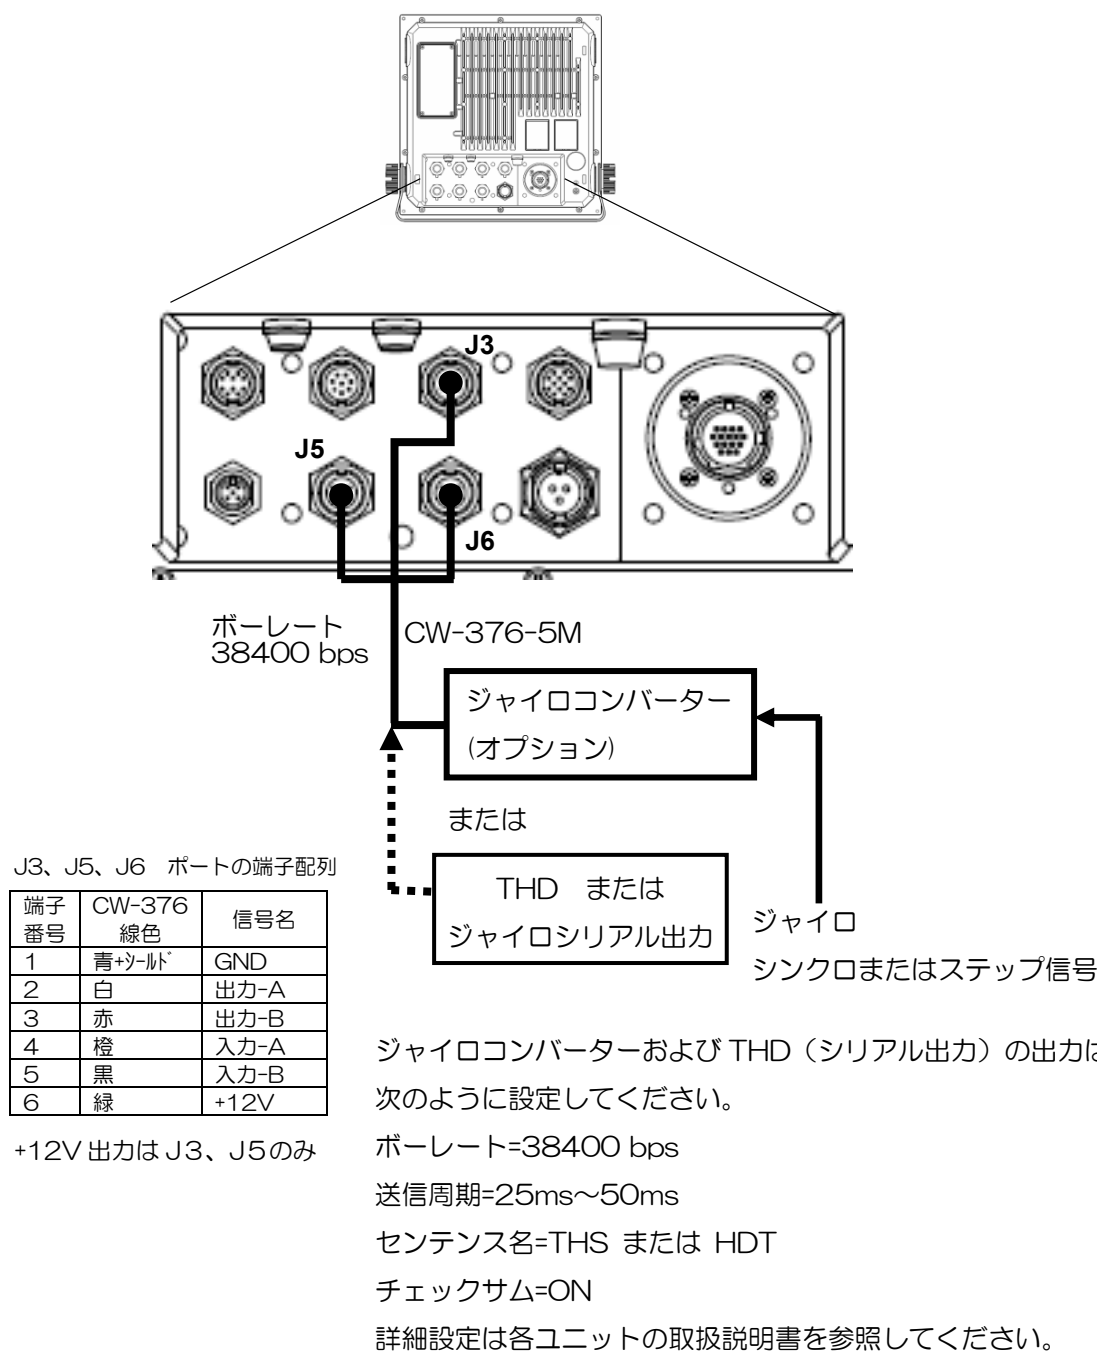 J3
J5
J6
ボーレート
38400 bps
CW-376-5M
ジャイロコンバーター
(オプション)
または
THD または
ジャイロシリアル出力
ジャイロ
シンクロまたはステップ信号
J3、J5、J6 ポートの端子配列
端子番号 CW-376線色 信号名
1 青+シールド GND
2 白 出力-A
3 赤 出力-B
4 橙 入力-A
5 黒 入力-B
6 緑 +12V
+12V 出力は J3、J5のみ
ジャイロコンバーターおよび THD（シリアル出力）の出力は
次のように設定してください。
ボーレート=38400 bps
送信周期=25ms～50ms
センテンス名=THS または HDT
チェックサム=ON
詳細設定は各ユニットの取扱説明書を参照してください。